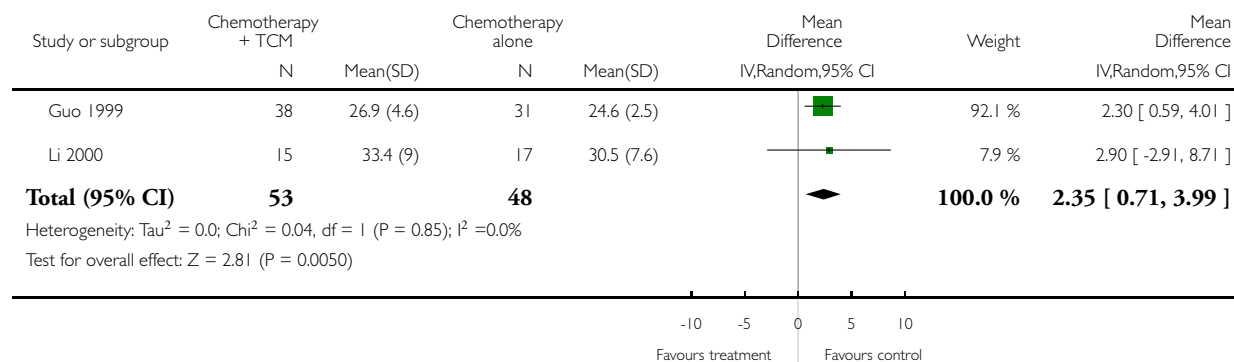 Study or subgroup Chemotherapy + TCM Chemotherapy alone Mean Difference Weight Mean Difference
N Mean(SD) N Mean(SD) IV,Random,95% CI IV,Random,95% CI
Guo 1999 38 26.9 (4.6) 31 24.6 (2.5) 92.1 % 2.30 [ 0.59, 4.01 ]
Li 2000 15 33.4 (9) 17 30.5 (7.6) 7.9 % 2.90 [ -2.91, 8.71 ]
Total (95% CI) 53 48 100.0 % 2.35 [ 0.71, 3.99 ]
Heterogeneity: Tau² = 0.0; Chi² = 0.04, df = 1 (P = 0.85); I² =0.0%
Test for overall effect: Z = 2.81 (P = 0.0050)
-10 -5 0 5 10
Favours treatment Favours control